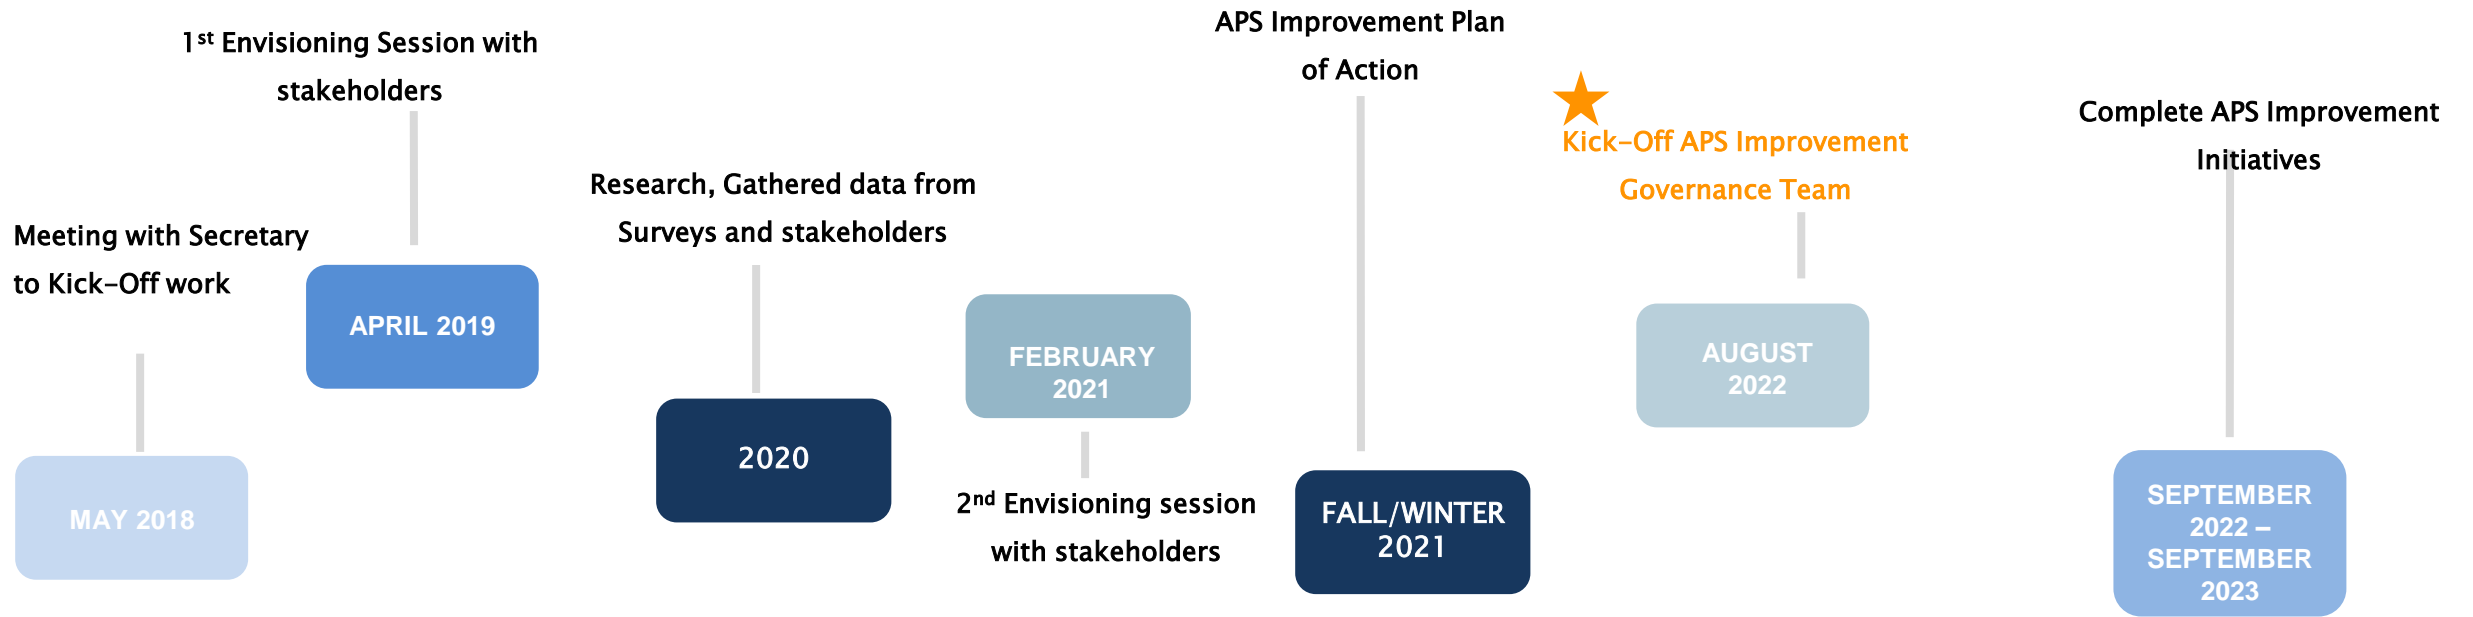 Meeting with Secretary
to Kick-Off work
MAY 2018
1st Envisioning Session with
stakeholders
APRIL 2019
Research, Gathered data from
Surveys and stakeholders
2020
FEBRUARY
2021
2nd Envisioning session
with stakeholders
APS Improvement Plan
of Action
FALL/WINTER
2021
Kick-Off APS Improvement
Governance Team
AUGUST
2022
Complete APS Improvement
Initiatives
SEPTEMBER
2022 –
SEPTEMBER
2023